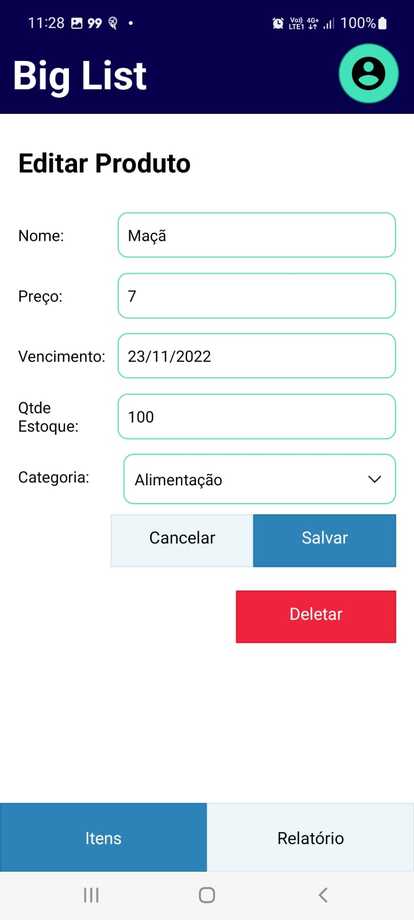 11:28 99 Vo) 4G+ LTE1 100%
Big List
Editar Produto
Nome: Maçã
Preço: 7
Vencimento: 23/11/2022
Qtde
Estoque: 100
Categoria: Alimentação
Cancelar Salvar
Deletar
Itens Relatório